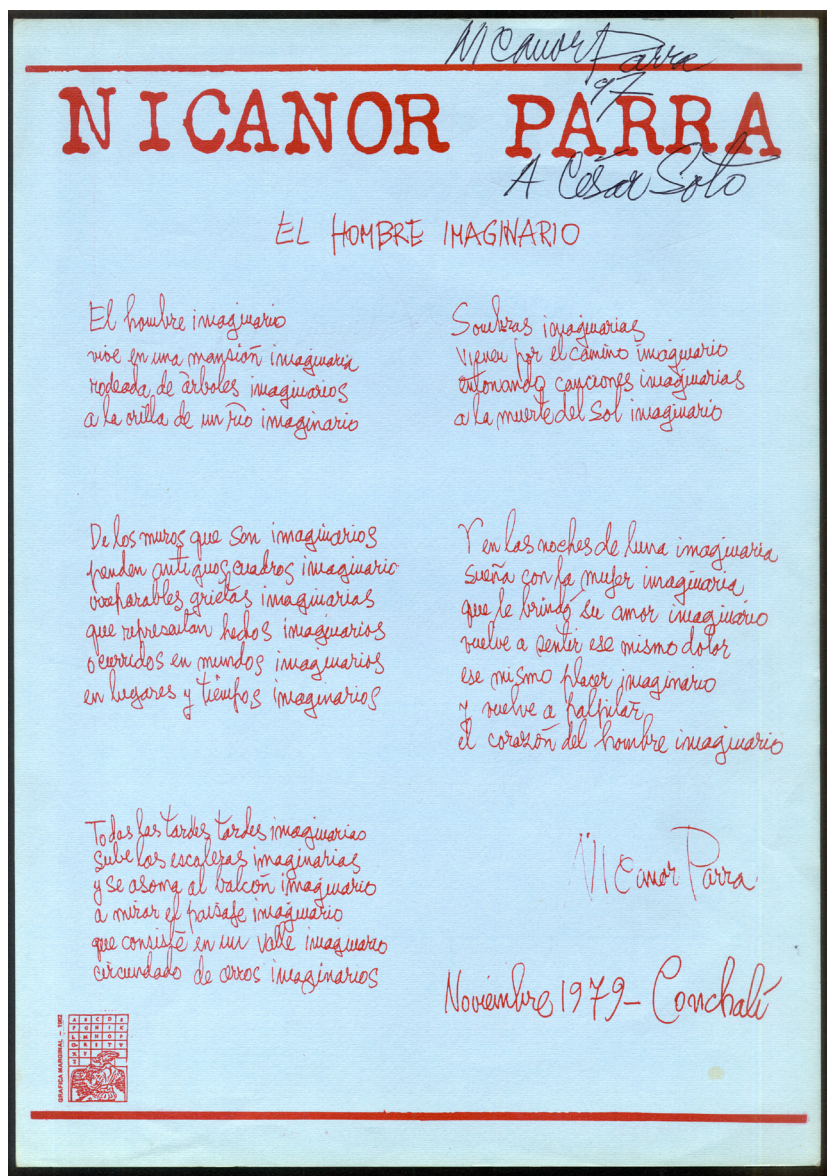 Nicanor Parra
97
NICANOR PARRA
A César Soto
EL HOMBRE IMAGINARIO
El hombre imaginario
vive en una mansión imaginaria
rodeada de árboles imaginarios
a la orilla de un río imaginario
De los muros que son imaginarios
penden antiguos cuadros imaginario
irreparables grietas imaginarias
que representan hechos imaginarios
ocurridos en mundos imaginarios
en lugares y tiempos imaginarios
Todas las tardes tardes imaginarias
sube las escaleras imaginarias
y se asoma al balcón imaginario
a mirar el paisaje imaginario
que consiste en un valle imaginario
circundado de cerros imaginarios
Sombras imaginarias
vienen por el camino imaginario
entonando canciones imaginarias
a la muerte del Sol imaginario
Y en las noches de luna imaginaria
sueña con la mujer imaginaria
que le brindó su amor imaginario
vuelve a sentir ese mismo dolor
ese mismo placer imaginario
y vuelve a palpitar
el corazón del hombre imaginario
Nicanor Parra
Noviembre 1979 – Conchalí
GRAFICA MARGINAL – 1982